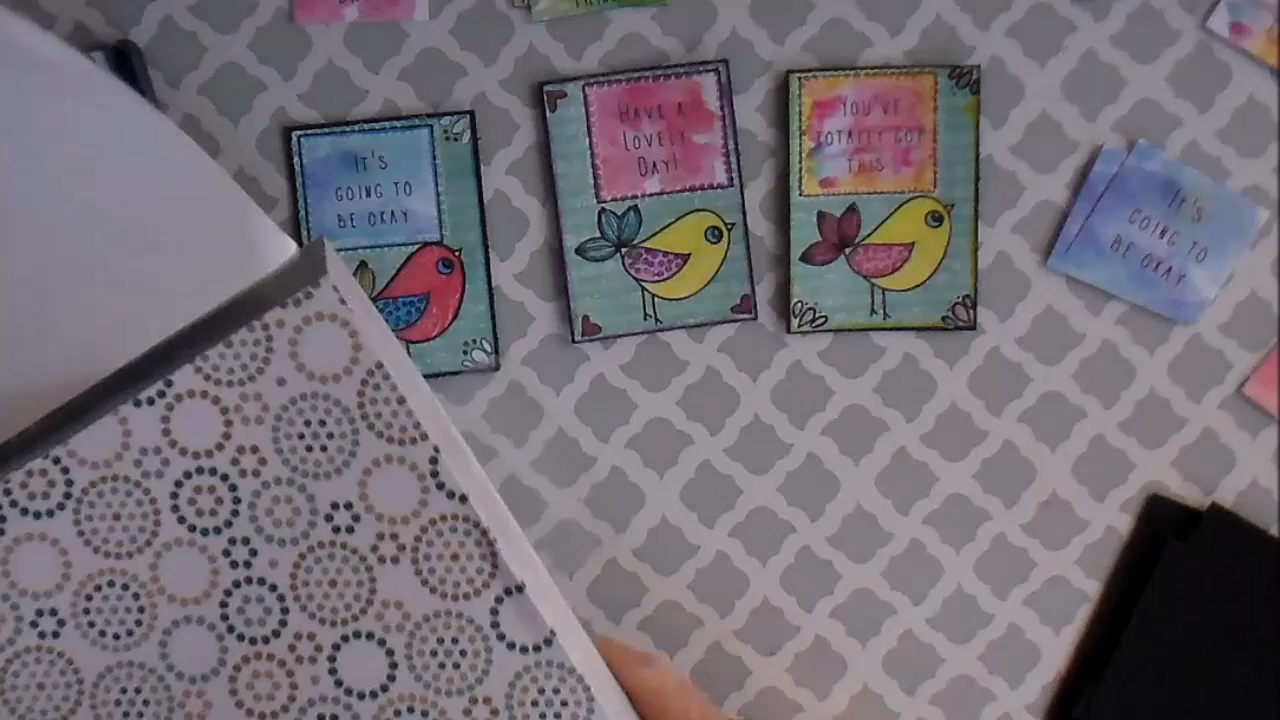 IT'S
GOING TO
BE OKAY
HAVE A
LOVELY
DAY!
YOU'VE
TOTALLY GOT
THIS
IT'S
GOING TO
BE OKAY